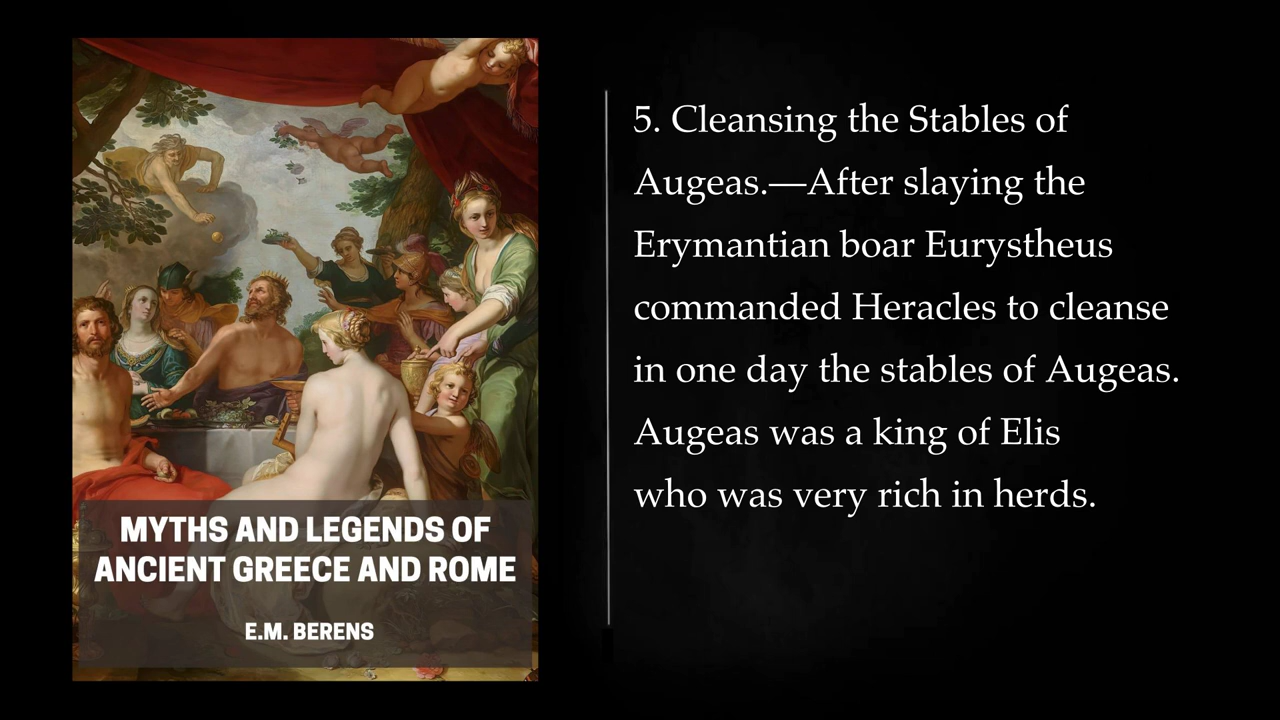 MYTHS AND LEGENDS OF
ANCIENT GREECE AND ROME
E.M. BERENS
5. Cleansing the Stables of
Augeas.—After slaying the
Erymantian boar Eurystheus
commanded Heracles to cleanse
in one day the stables of Augeas.
Augeas was a king of Elis
who was very rich in herds.